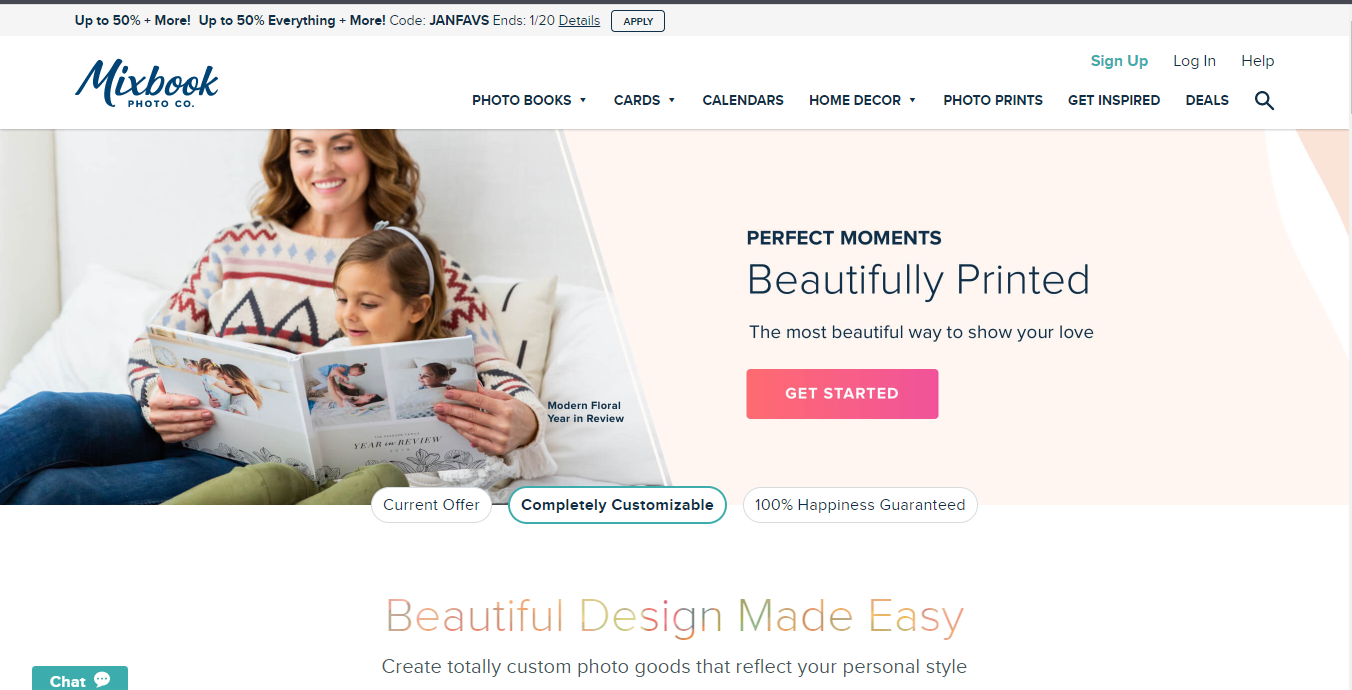 Up to 50% + More! Up to 50% Everything + More! Code: JANFAVS Ends: 1/20 Details APPLY
Mixbook
PHOTO CO.
Sign Up Log In Help
PHOTO BOOKS ▼ CARDS ▼ CALENDARS HOME DECOR ▼ PHOTO PRINTS GET INSPIRED DEALS
PERFECT MOMENTS
Beautifully Printed
The most beautiful way to show your love
GET STARTED
Modern Floral
Year in Review
YEAR in REVIEW
Current Offer Completely Customizable 100% Happiness Guaranteed
Beautiful Design Made Easy
Create totally custom photo goods that reflect your personal style
Chat